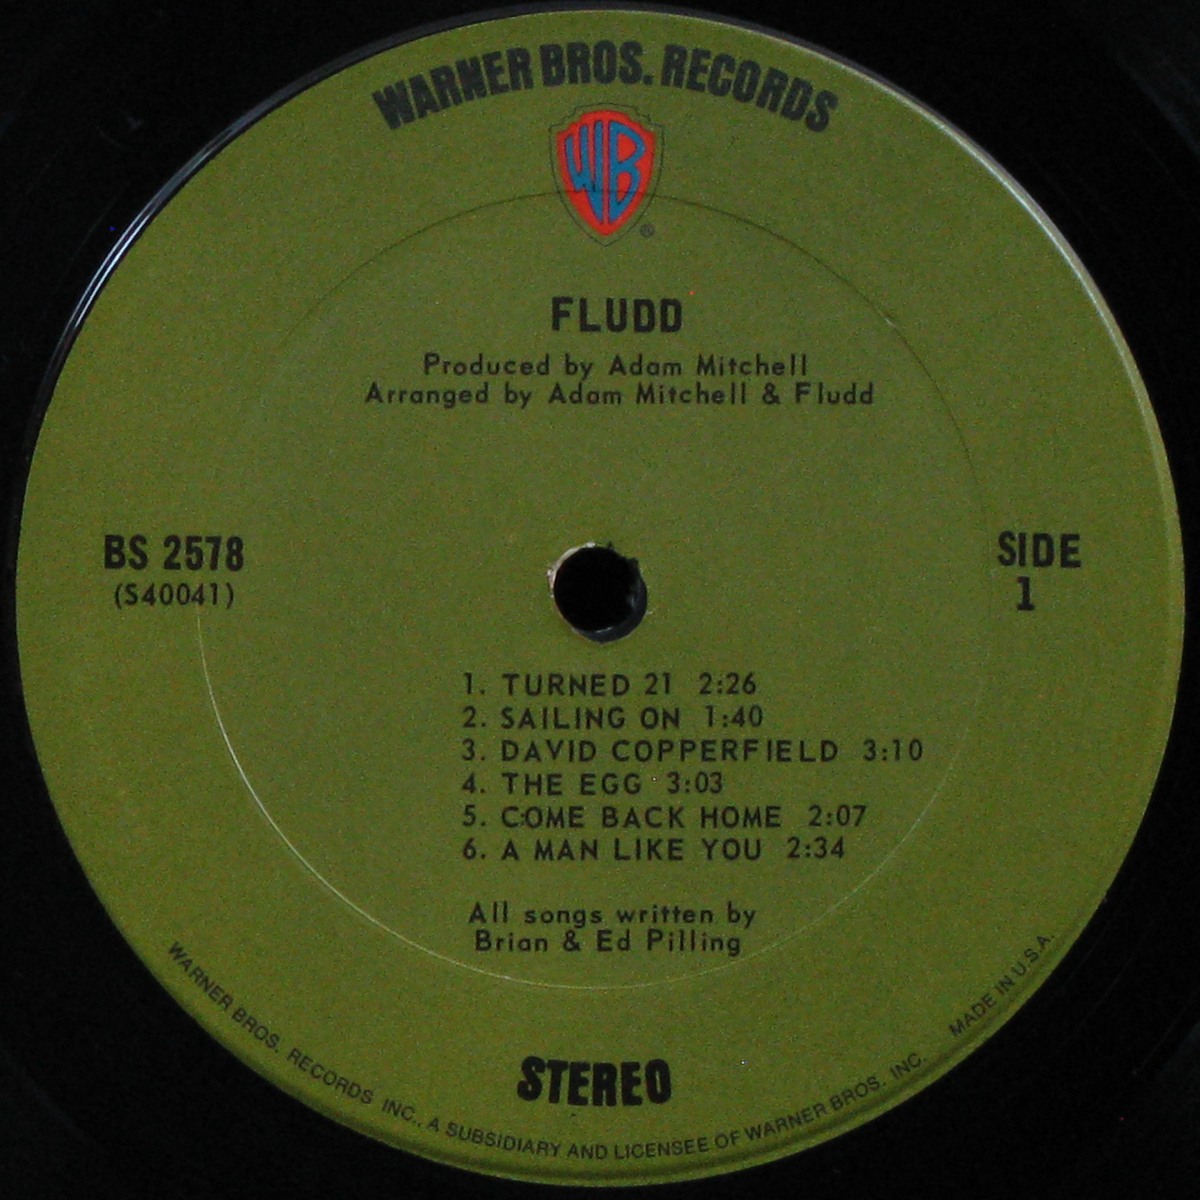 WARNER BROS. RECORDS
WB
®
FLUDD
Produced by Adam Mitchell
Arranged by Adam Mitchell & Fludd
BS 2578
(S40041)
SIDE
1
1. TURNED 21 2:26
2. SAILING ON 1:40
3. DAVID COPPERFIELD 3:10
4. THE EGG 3:03
5. COME BACK HOME 2:07
6. A MAN LIKE YOU 2:34
All songs written by
Brian & Ed Pilling
STEREO
WARNER BROS. RECORDS INC., A SUBSIDIARY AND LICENSEE OF WARNER BROS. INC. MADE IN U.S.A.